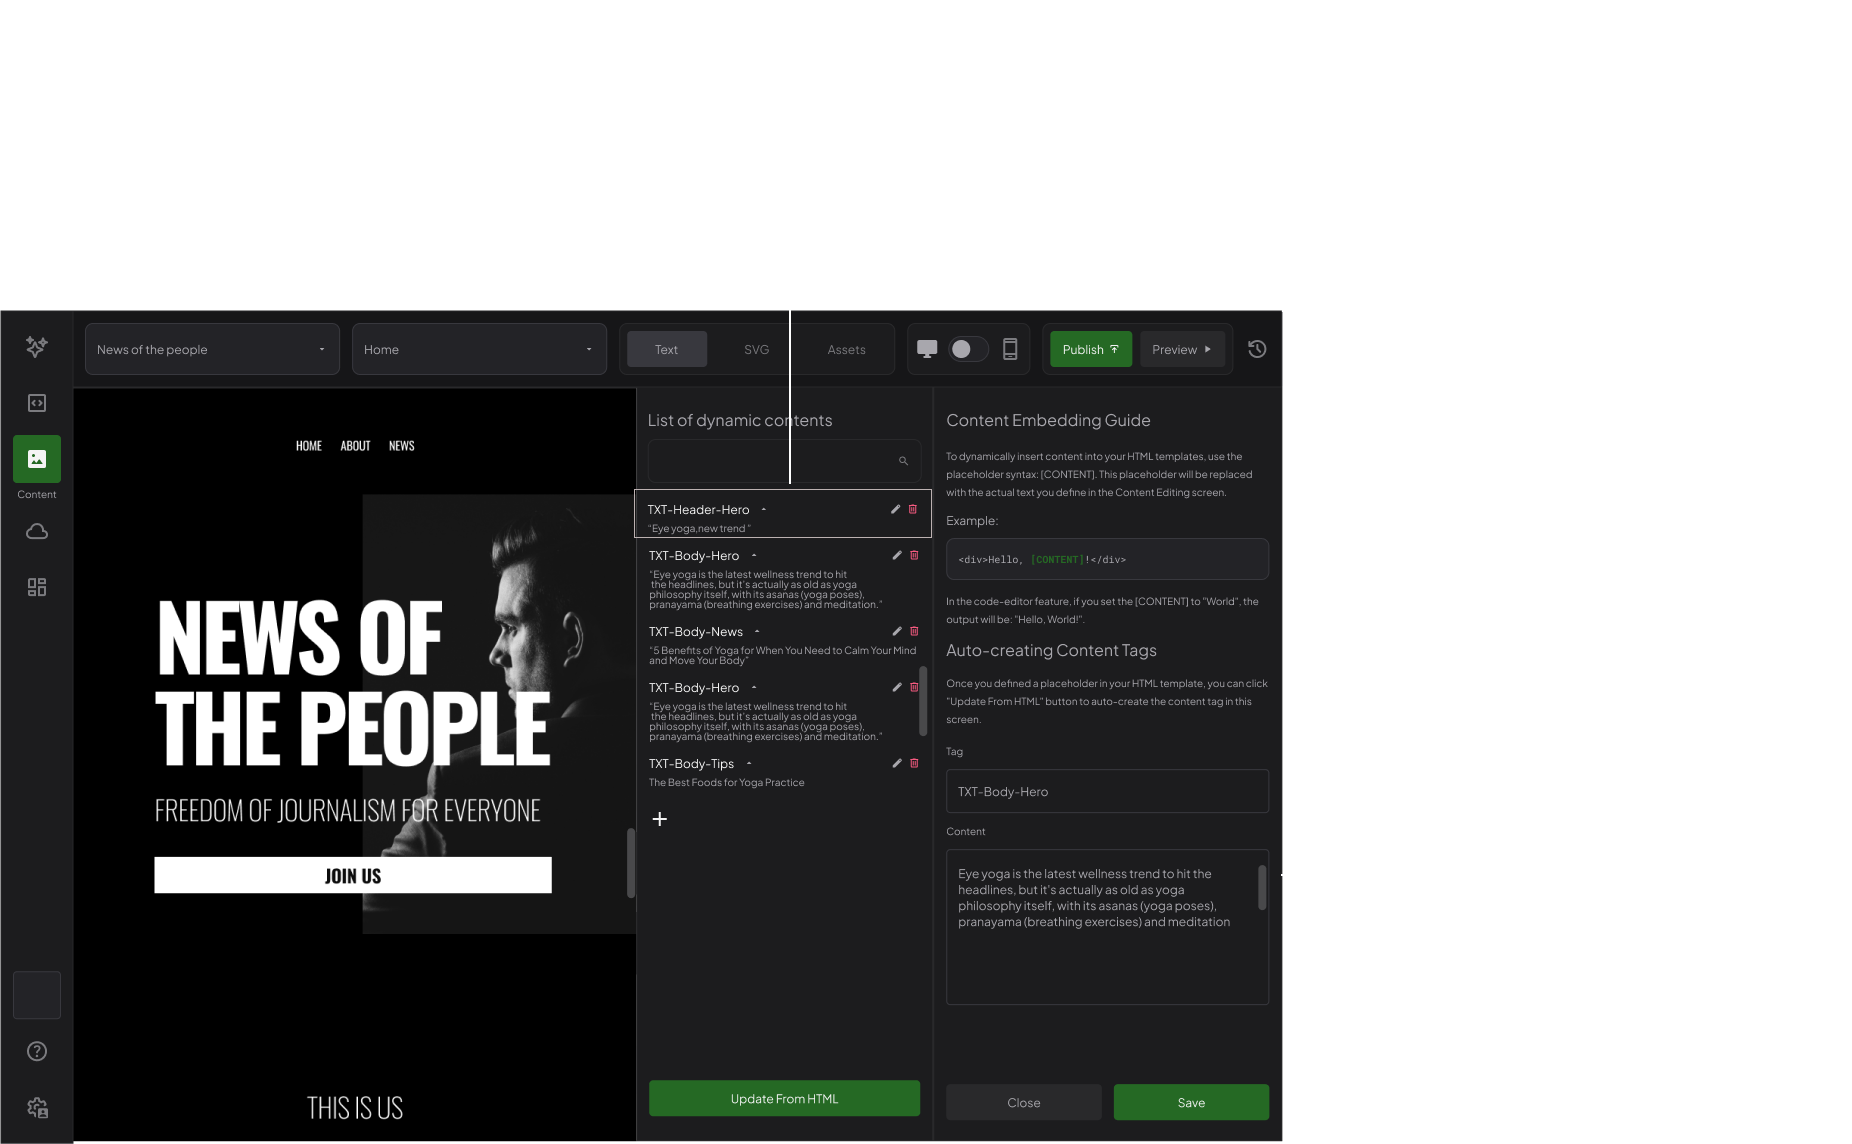 News of the people
Home
Text
SVG
Assets
Publish
Preview
Content
HOME ABOUT NEWS
NEWS OF
THE PEOPLE
FREEDOM OF JOURNALISM FOR EVERYONE
JOIN US
THIS IS US
List of dynamic contents
TXT-Header-Hero
"Eye yoga,new trend "
TXT-Body-Hero
"Eye yoga is the latest wellness trend to hit
the headlines, but it's actually as old as yoga
philosophy itself, with its asanas (yoga poses),
pranayama (breathing exercises) and meditation."
TXT-Body-News
"5 Benefits of Yoga for When You Need to Calm Your Mind
and Move Your Body"
TXT-Body-Hero
"Eye yoga is the latest wellness trend to hit
the headlines, but it's actually as old as yoga
philosophy itself, with its asanas (yoga poses),
pranayama (breathing exercises) and meditation."
TXT-Body-Tips
The Best Foods for Yoga Practice
Update From HTML
Content Embedding Guide
To dynamically insert content into your HTML templates, use the
placeholder syntax: [CONTENT]. This placeholder will be replaced
with the actual text you define in the Content Editing screen.
Example:
<div>Hello, [CONTENT]!</div>
In the code-editor feature, if you set the [CONTENT] to "World", the
output will be: "Hello, World!".
Auto-creating Content Tags
Once you defined a placeholder in your HTML template, you can click
"Update From HTML" button to auto-create the content tag in this
screen.
Tag
TXT-Body-Hero
Content
Eye yoga is the latest wellness trend to hit the
headlines, but it's actually as old as yoga
philosophy itself, with its asanas (yoga poses),
pranayama (breathing exercises) and meditation
Close
Save